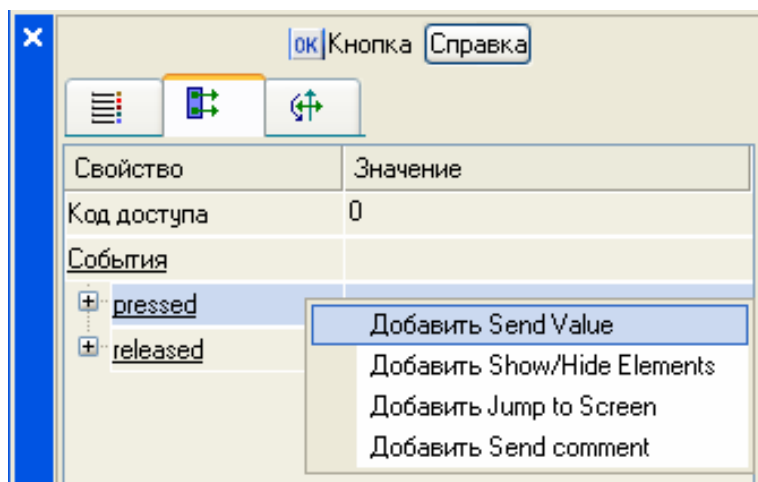 ок Кнопка Справка
Свойство Значение
Код доступа 0
События
pressed
Добавить Send Value
released
Добавить Show/Hide Elements
Добавить Jump to Screen
Добавить Send comment